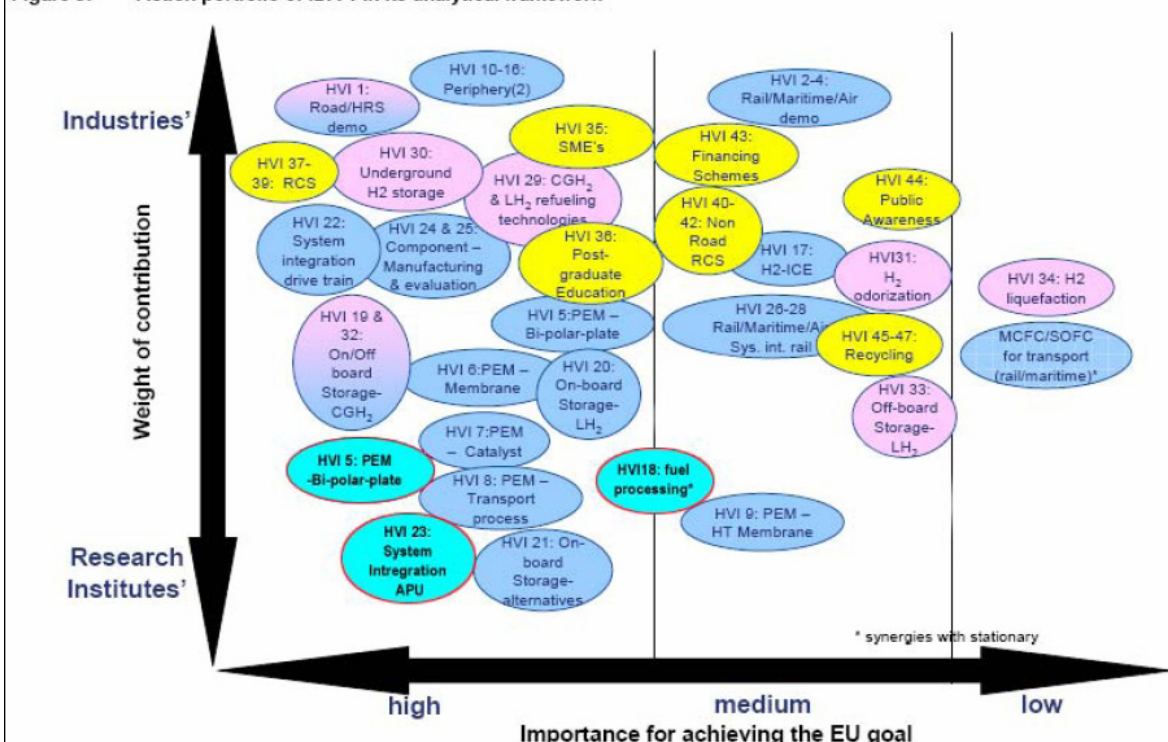 Industries'
Weight of contribution
Research
Institutes'
HVI 10-16:
Periphery(2)
HVI 2-4:
Rail/Maritime/Air
demo
HVI 1:
Road/HRS
demo
HVI 35:
SME's
HVI 43:
Financing
Schemes
HVI 37-
39: RCS
HVI 30:
Underground
H2 storage
HVI 29: CGH2
& LH2 refueling
technologies
HVI 44:
Public
Awareness
HVI 40-
42: Non
Road
RCS
HVI 22:
System
integration
drive train
HVI 24 & 25:
Component –
Manufacturing
& evaluation
HVI 36:
Post-
graduate
Education
HVI 17:
H2-ICE
HVI31:
H2
odorization
HVI 34: H2
liquefaction
HVI 19 &
32:
On/Off
board
Storage-
CGH2
HVI 5:PEM –
Bi-polar-plate
HVI 26-28
Rail/Maritime/Air
Sys. int. rail
HVI 45-47:
Recycling
MCFC/SOFC
for transport
(rail/maritime)*
HVI 6:PEM –
Membrane
HVI 20:
On-board
Storage-
LH2
HVI 33:
Off-board
Storage-
LH2
HVI 7:PEM
– Catalyst
HVI 5: PEM
-Bi-polar-plate
HVI 8: PEM –
Transport
process
HVI18: fuel
processing*
HVI 9: PEM –
HT Membrane
HVI 23:
System
Intregration
APU
HVI 21: On-
board
Storage-
alternatives
* synergies with stationary
high
medium
low
Importance for achieving the EU goal